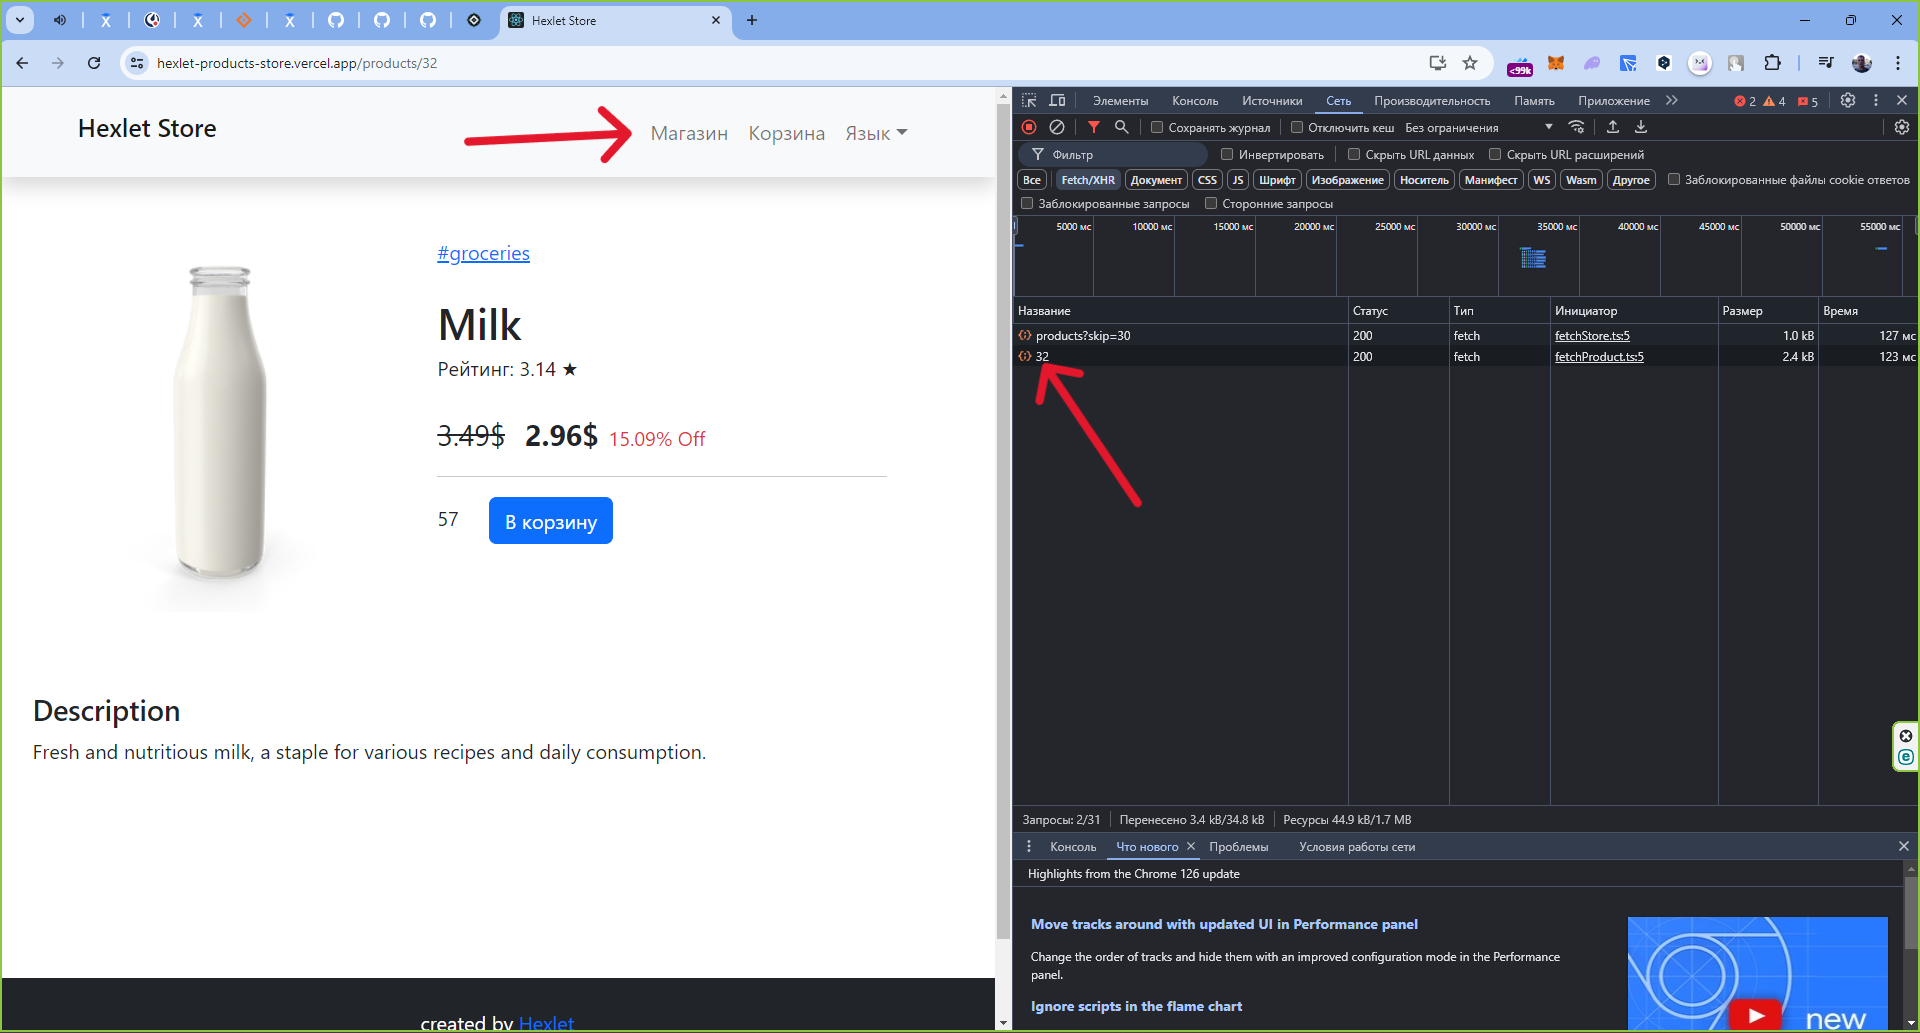 Hexlet Store
hexlet-products-store.vercel.app/products/32
<99k
Hexlet Store
Магазин Корзина Язык
#groceries
Milk
Рейтинг: 3.14 ★
3.49$ 2.96$ 15.09% Off
57 В корзину
Description
Fresh and nutritious milk, a staple for various recipes and daily consumption.
created by Hexlet
Элементы Консоль Источники Сеть Производительность Память Приложение 2 4 5
Сохранять журнал Отключить кеш Без ограничения
Фильтр Инвертировать Скрыть URL данных Скрыть URL расширений
Все Fetch/XHR Документ CSS JS Шрифт Изображение Носитель Манифест WS Wasm Другое Заблокированные файлы cookie ответов
Заблокированные запросы Сторонние запросы
5000 мс 10000 мс 15000 мс 20000 мс 25000 мс 30000 мс 35000 мс 40000 мс 45000 мс 50000 мс 55000 мс
Название Статус Тип Инициатор Размер Время
products?skip=30 200 fetch fetchStore.ts:5 1.0 kB 127 мс
32 200 fetch fetchProduct.ts:5 2.4 kB 123 мс
Запросы: 2/31 Перенесено 3.4 kB/34.8 kB Ресурсы 44.9 kB/1.7 MB
Консоль Что нового Проблемы Условия работы сети
Highlights from the Chrome 126 update
Move tracks around with updated UI in Performance panel
Change the order of tracks and hide them with an improved configuration mode in the Performance
panel.
Ignore scripts in the flame chart
new